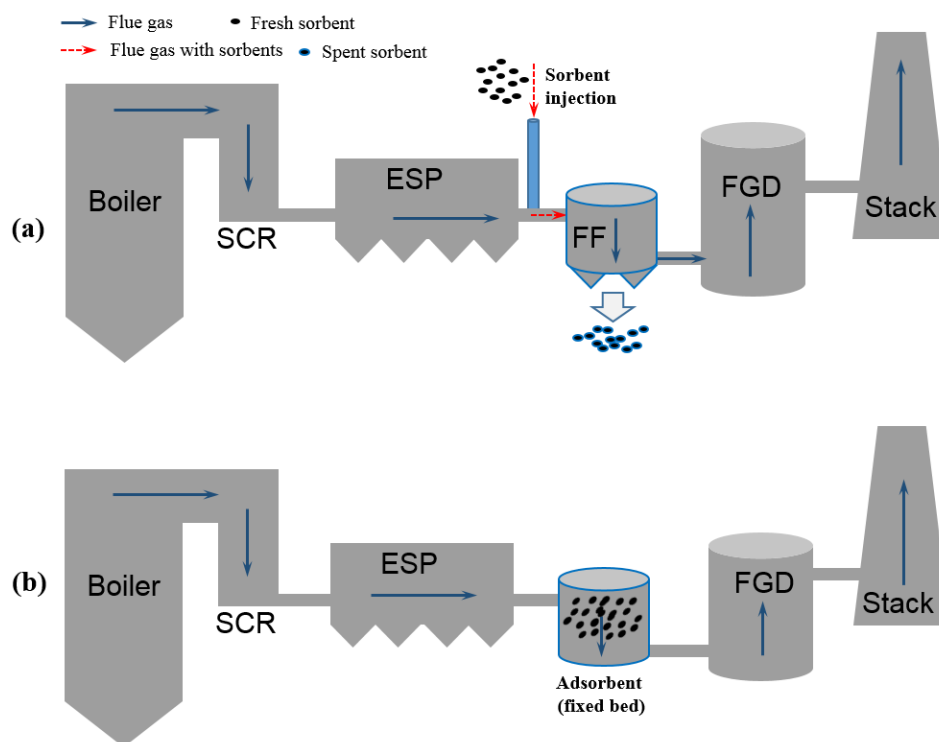 Flue gas
Fresh sorbent
Flue gas with sorbents
Spent sorbent
Sorbent
injection
ESP
Boiler
FGD
Stack
(a)
SCR
FF
ESP
Boiler
FGD
(b)
SCR
Stack
Adsorbent
(fixed bed)